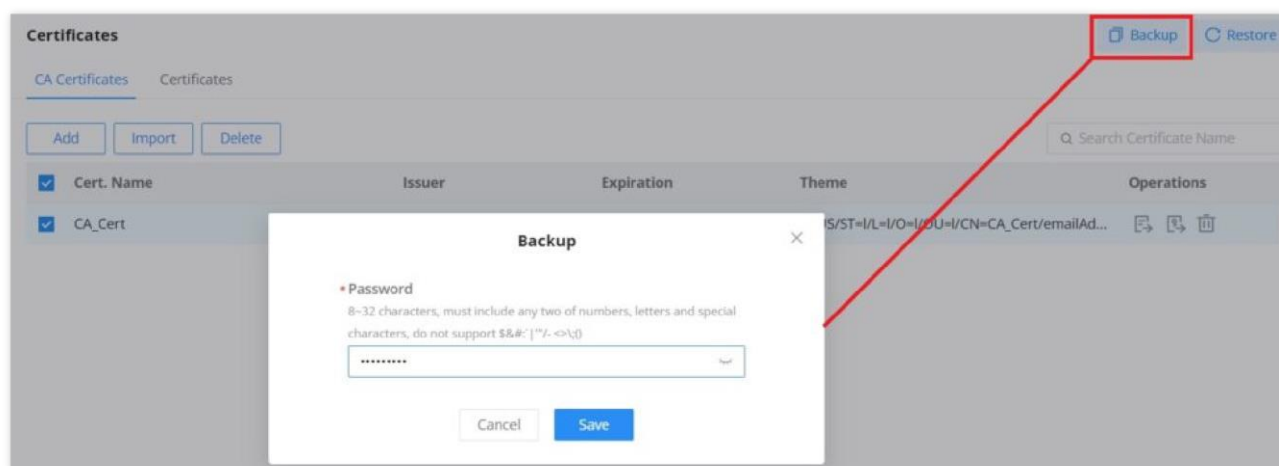 Certificates
Backup Restore
CA Certificates Certificates
Add Import Delete
Search Certificate Name
Cert. Name Issuer Expiration Theme Operations
CA_Cert
/ST=l/L=l/O=l/OU=l/CN=CA_Cert/emailAd...
Backup
*Password
8~32 characters, must include any two of numbers, letters and special
characters, do not support
•••••••••
Cancel Save